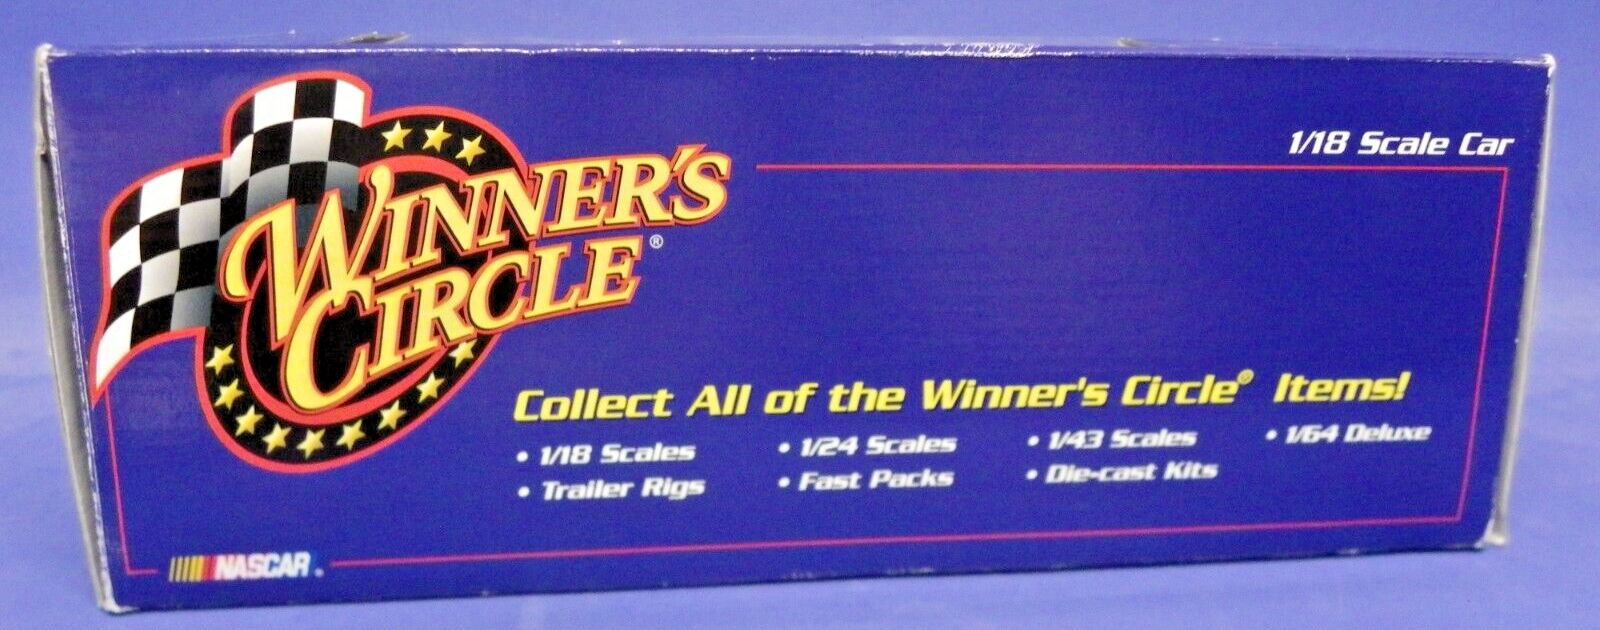 WINNER'S
CIRCLE®
1/18 Scale Car
Collect All of the Winner's Circle® Items!
• 1/18 Scales • 1/24 Scales • 1/43 Scales • 1/64 Deluxe
• Trailer Rigs • Fast Packs • Die-cast Kits
NASCAR.